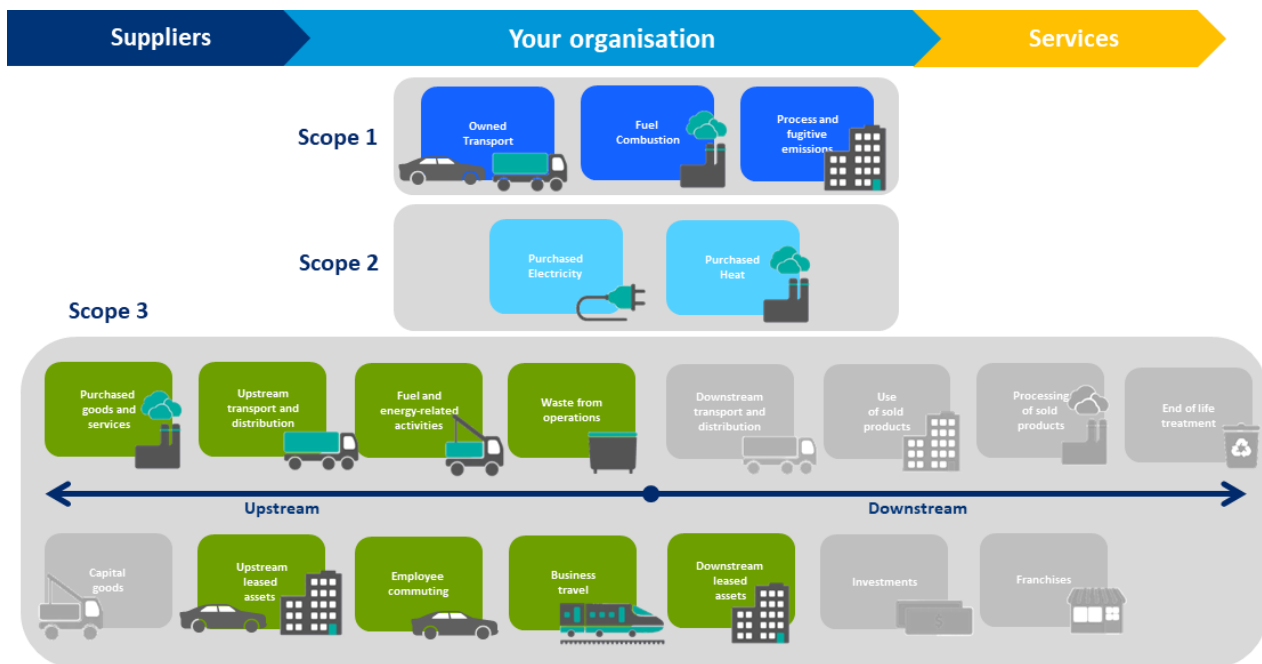 Suppliers
Your organisation
Services
Scope 1
Owned
Transport
Fuel
Combustion
Process and
fugitive
emissions
Scope 2
Purchased
Electricity
Purchased
Heat
Scope 3
Purchased
goods and
services
Upstream
transport and
distribution
Fuel and
energy-related
activities
Waste from
operations
Downstream
transport and
distribution
Use
of sold
products
Processing
of sold
products
End of life
treatment
Upstream
Downstream
Capital
goods
Upstream
leased
assets
Employee
commuting
Business
travel
Downstream
leased
assets
Investments
$
Franchises